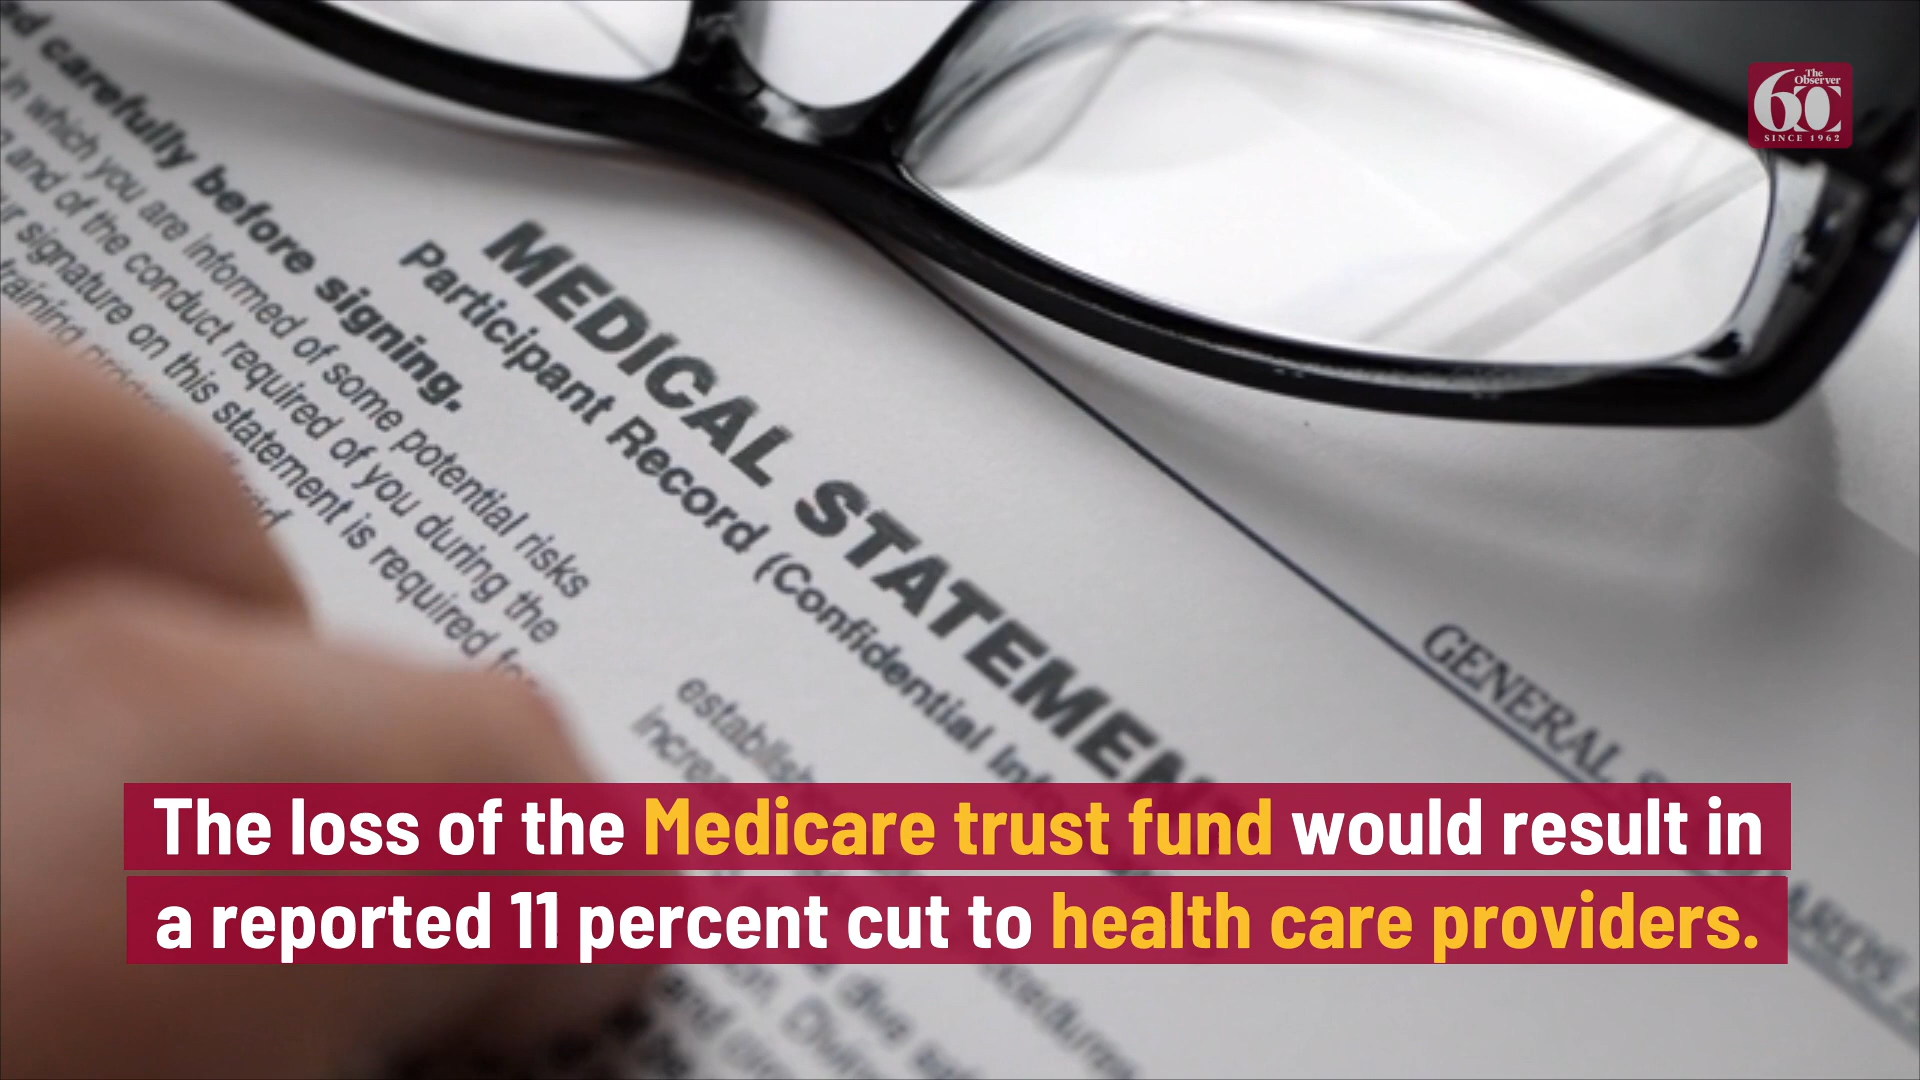 The
Observer
60
SINCE 1962
ed carefully before signing.
in which you are informed of some potential risks
and of the conduct required of you during the
signature on this statement is required for
MEDICAL STATEMENT
Participant Record (Confidential
GENERAL
The loss of the Medicare trust fund would result in
a reported 11 percent cut to health care providers.